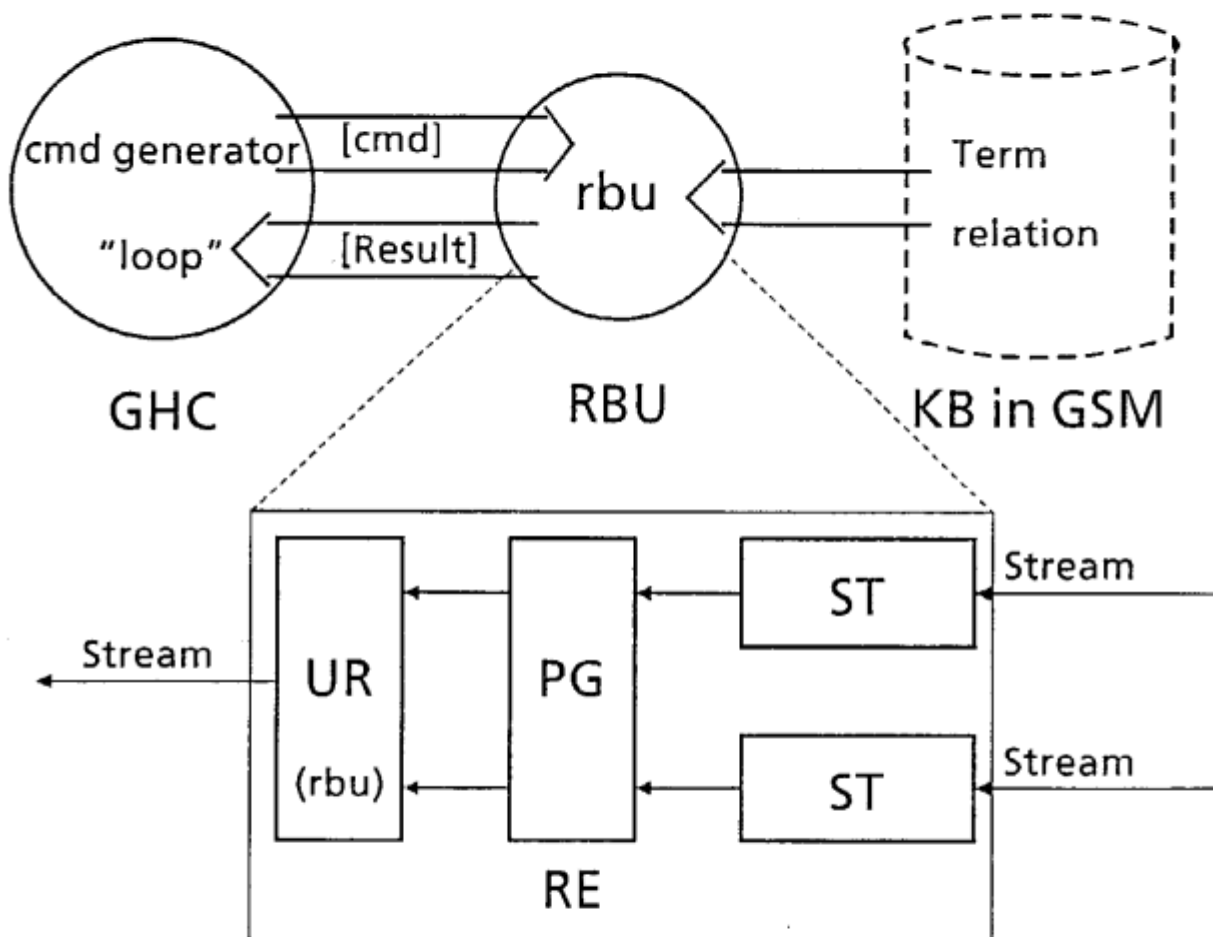 cmd generator
[cmd]
rbu
Term
"loop"
[Result]
relation
GHC
RBU
KB in GSM
ST
Stream
Stream
UR
PG
(rbu)
ST
Stream
RE